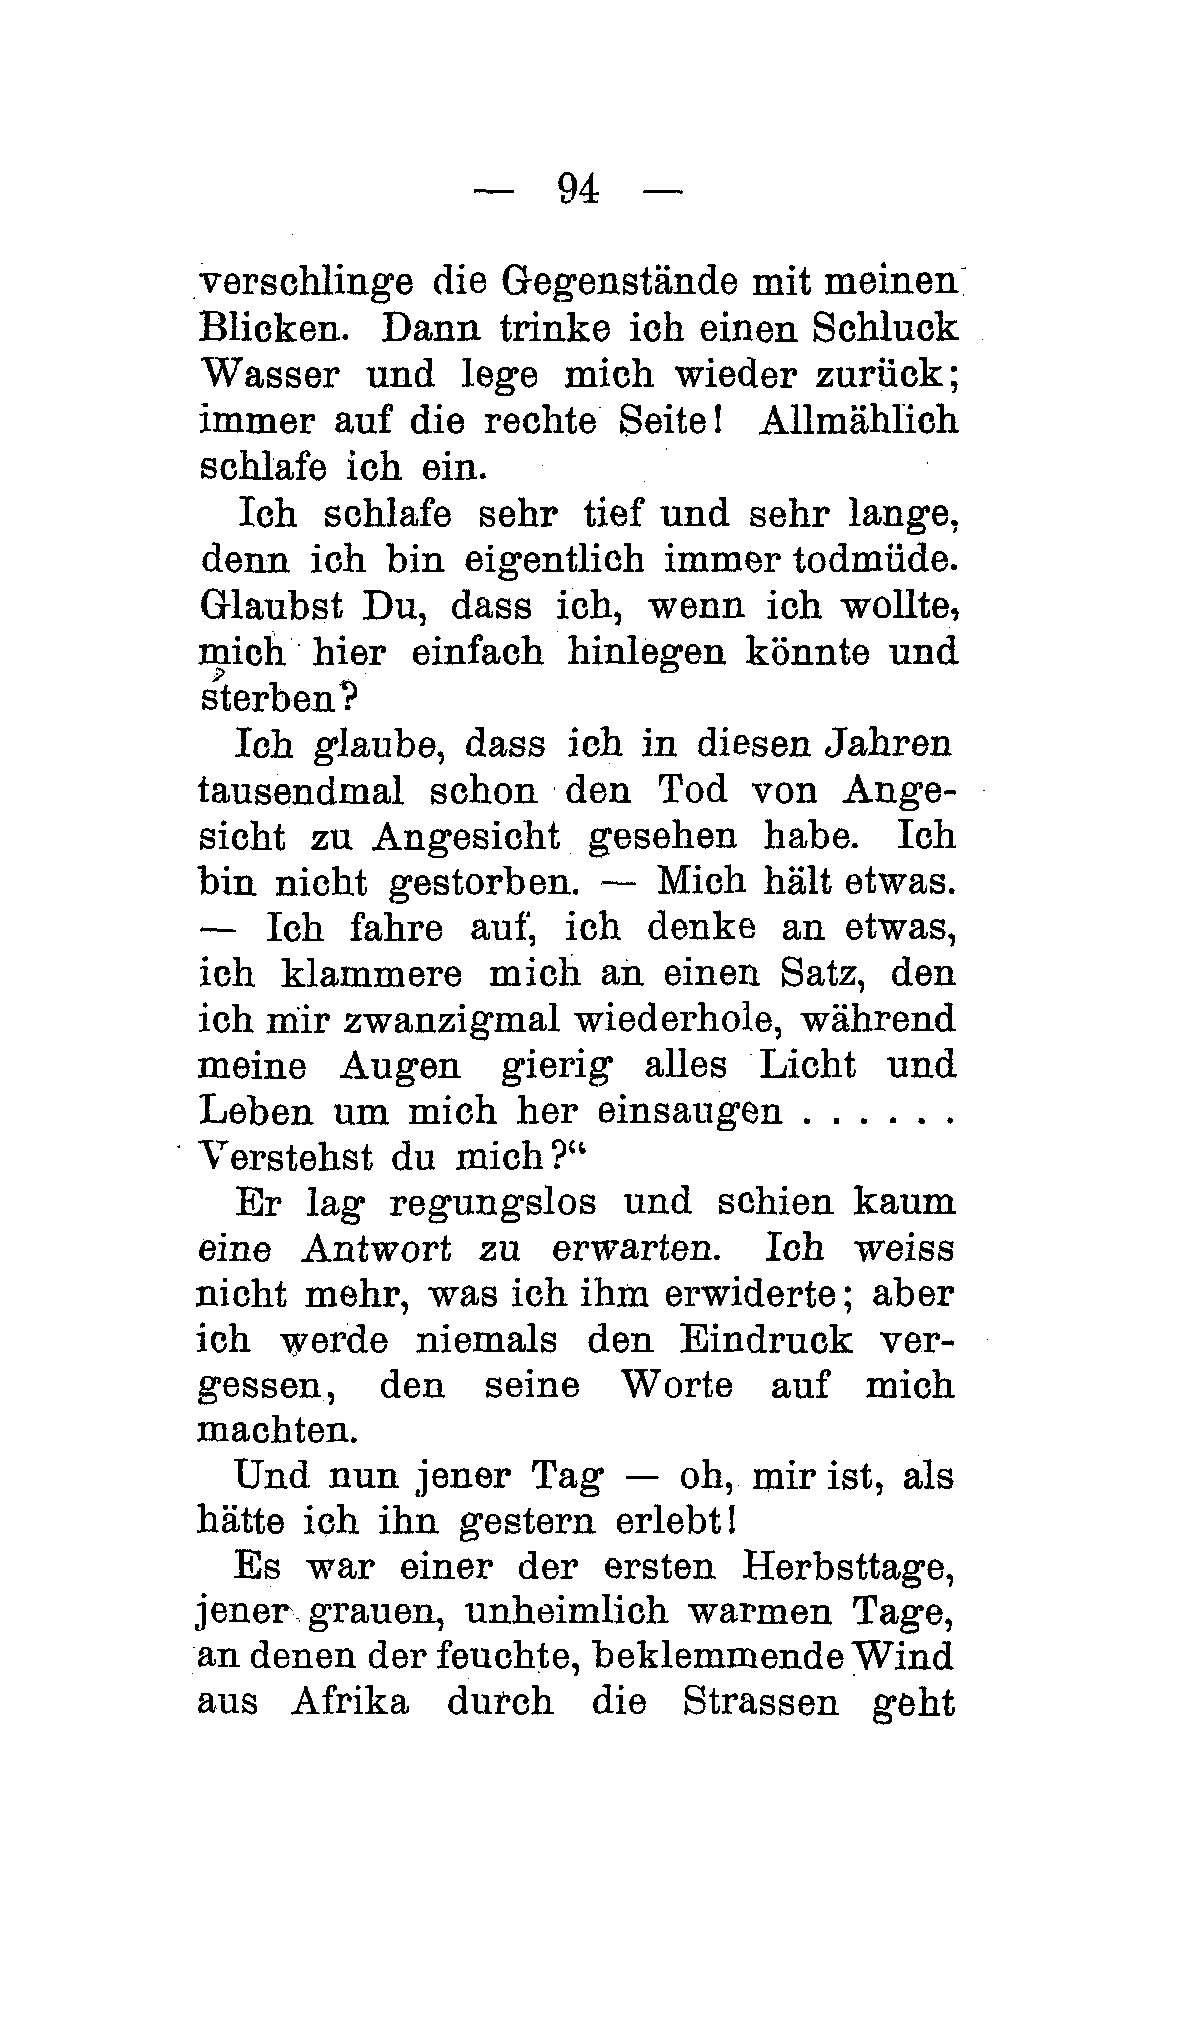 — 94 —
verschlinge die Gegenstände mit meinen
Blicken. Dann trinke ich einen Schluck
Wasser und lege mich wieder zurück;
immer auf die rechte Seite! Allmählich
schlafe ich ein.
Ich schlafe sehr tief und sehr lange,
denn ich bin eigentlich immer todmüde.
Glaubst Du, dass ich, wenn ich wollte,
mich hier einfach hinlegen könnte und
sterben?
Ich glaube, dass ich in diesen Jahren
tausendmal schon den Tod von Ange-
sicht zu Angesicht gesehen habe. Ich
bin nicht gestorben. — Mich hält etwas.
— Ich fahre auf, ich denke an etwas,
ich klammere mich an einen Satz, den
ich mir zwanzigmal wiederhole, während
meine Augen gierig alles Licht und
Leben um mich her einsaugen . . . . . .
Verstehst du mich?“
Er lag regungslos und schien kaum
eine Antwort zu erwarten. Ich weiss
nicht mehr, was ich ihm erwiderte; aber
ich werde niemals den Eindruck ver-
gessen, den seine Worte auf mich
machten.
Und nun jener Tag — oh, mir ist, als
hätte ich ihn gestern erlebt!
Es war einer der ersten Herbsttage,
jener grauen, unheimlich warmen Tage,
an denen der feuchte, beklemmende Wind
aus Afrika durch die Strassen geht